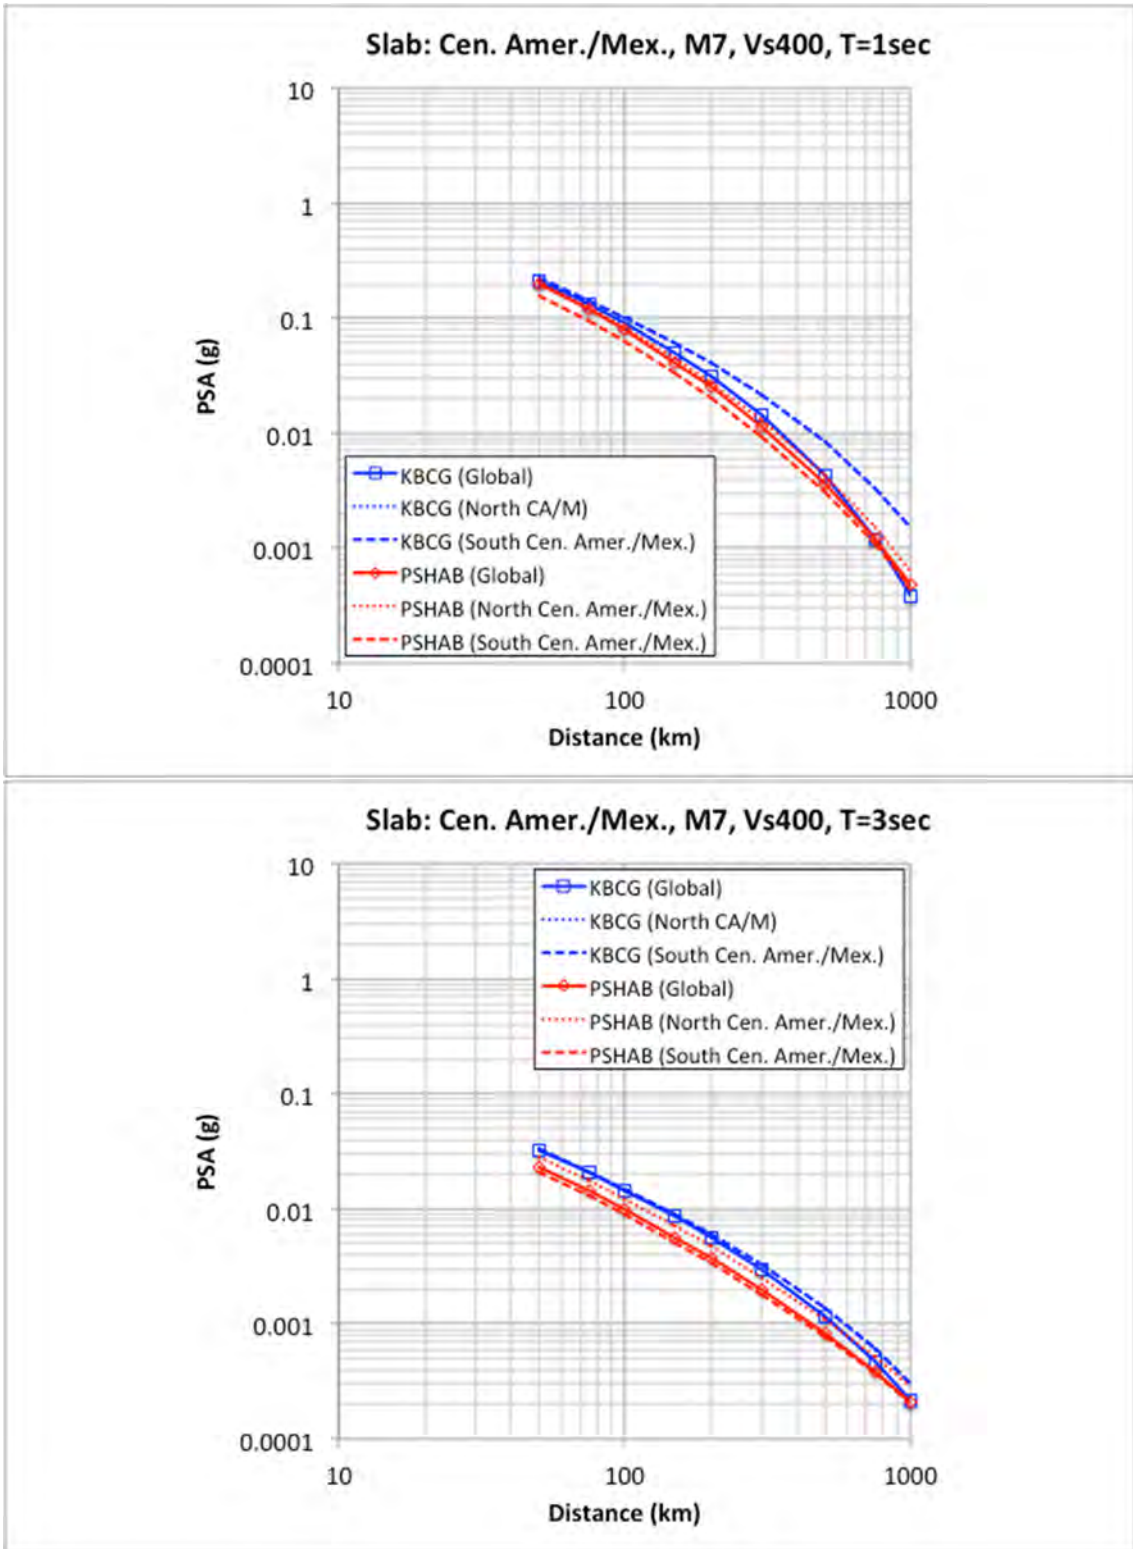 Slab: Cen. Amer./Mex., M7, Vs400, T=1sec
10
1
0.1
0.01
0.001
0.0001
PSA (g)
KBCG (Global)
KBCG (North CA/M)
KBCG (South Cen. Amer./Mex.)
PSHAB (Global)
PSHAB (North Cen. Amer./Mex.)
PSHAB (South Cen. Amer./Mex.)
10 100 1000
Distance (km)
Slab: Cen. Amer./Mex., M7, Vs400, T=3sec
10
1
0.1
0.01
0.001
0.0001
PSA (g)
KBCG (Global)
KBCG (North CA/M)
KBCG (South Cen. Amer./Mex.)
PSHAB (Global)
PSHAB (North Cen. Amer./Mex.)
PSHAB (South Cen. Amer./Mex.)
10 100 1000
Distance (km)